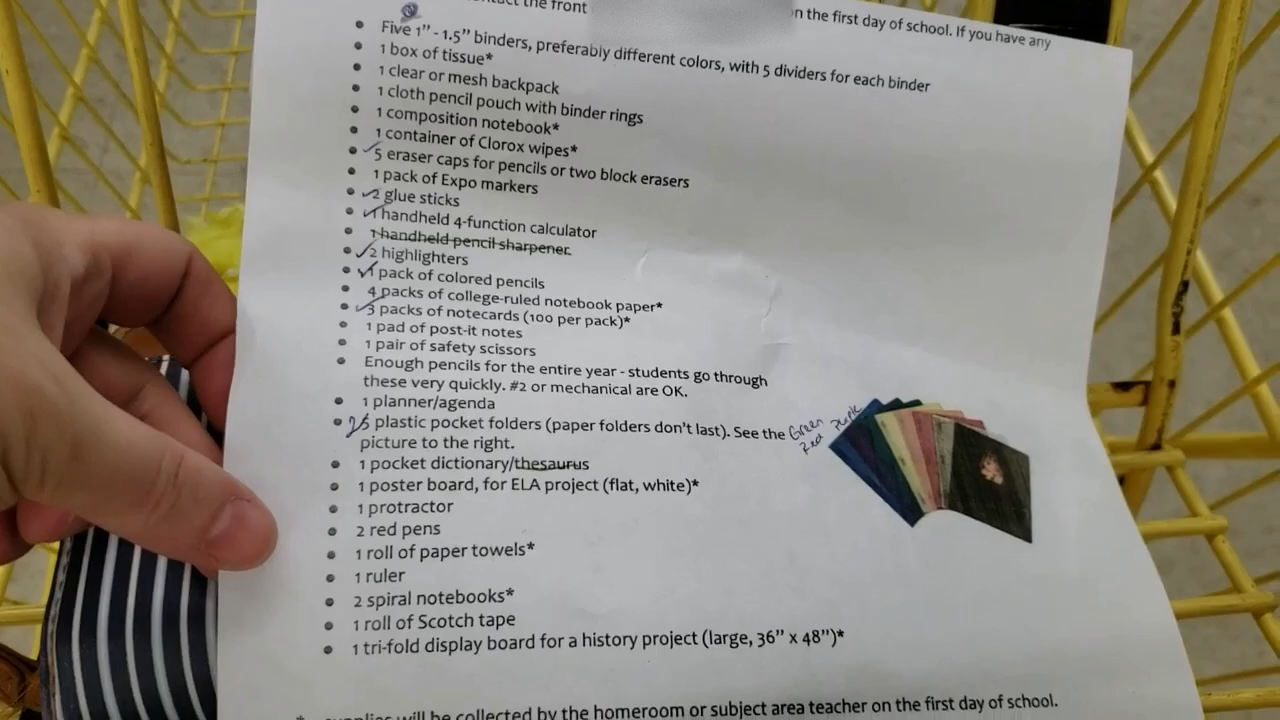 the front
n the first day of school. If you have any
Five 1” - 1.5” binders, preferably different colors, with 5 dividers for each binder
1 box of tissue*
1 clear or mesh backpack
1 cloth pencil pouch with binder rings
1 composition notebook*
1 container of Clorox wipes*
5 eraser caps for pencils or two block erasers
1 pack of Expo markers
2 glue sticks
1 handheld 4-function calculator
1 handheld pencil sharpener
2 highlighters
1 pack of colored pencils
4 packs of college-ruled notebook paper*
3 packs of notecards (100 per pack)*
1 pad of post-it notes
1 pair of safety scissors
Enough pencils for the entire year - students go through
these very quickly. #2 or mechanical are OK.
1 planner/agenda
plastic pocket folders (paper folders don’t last). See the
picture to the right.
Green
Red Purple
1 pocket dictionary/thesaurus
1 poster board, for ELA project (flat, white)*
1 protractor
2 red pens
1 roll of paper towels*
1 ruler
2 spiral notebooks*
1 roll of Scotch tape
1 tri-fold display board for a history project (large, 36” x 48”)*
will be collected by the homeroom or subject area teacher on the first day of school.